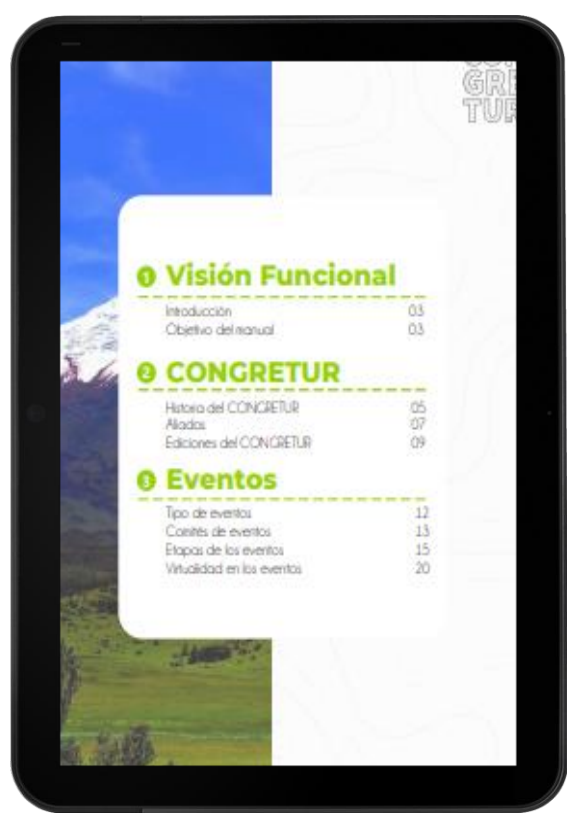 GRE
TUR
1 Visión Funcional
Introducción 03
Objetivo del manual 03
2 CONGRETUR
Historia del CONGRETUR 05
Aliados 07
Ediciones del CONGRETUR 09
3 Eventos
Tipo de eventos 12
Comités de eventos 13
Etapas de los eventos 15
Virtualidad en los eventos 20